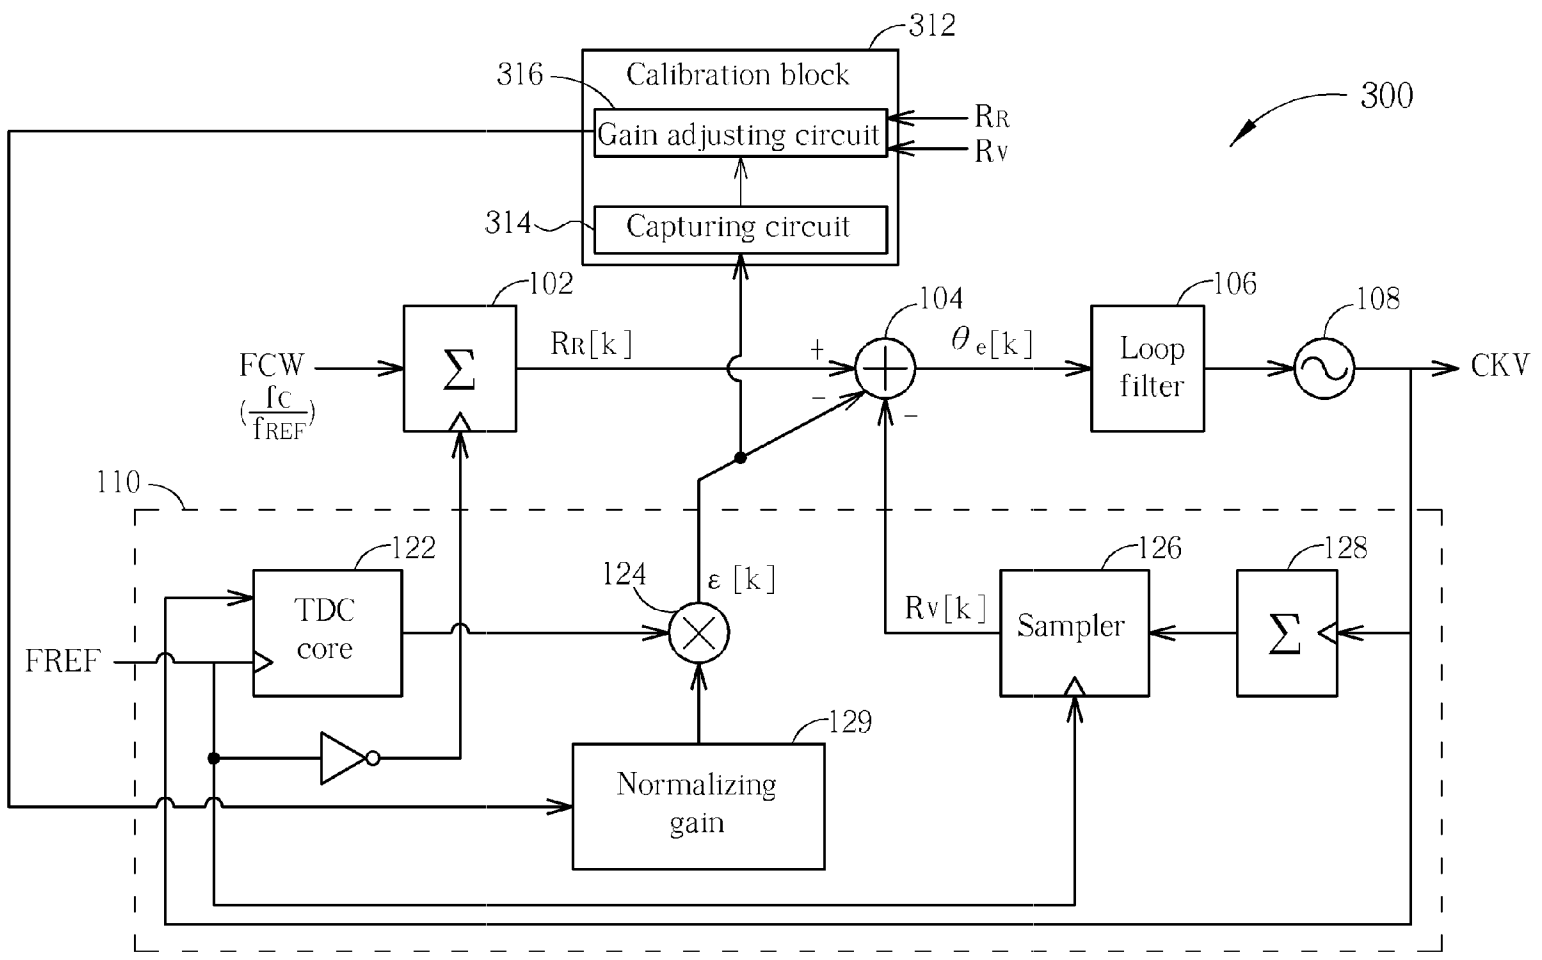 312
Calibration block
316
Gain adjusting circuit
RR
RV
300
314
Capturing circuit
102
Σ
FCW
(fC
fREF)
RR[k]
+
−
−
104
θe[k]
106
Loop
filter
108
CKV
110
122
TDC
core
FREF
124
ε [k]
RV[k]
126
Sampler
128
Σ
129
Normalizing
gain